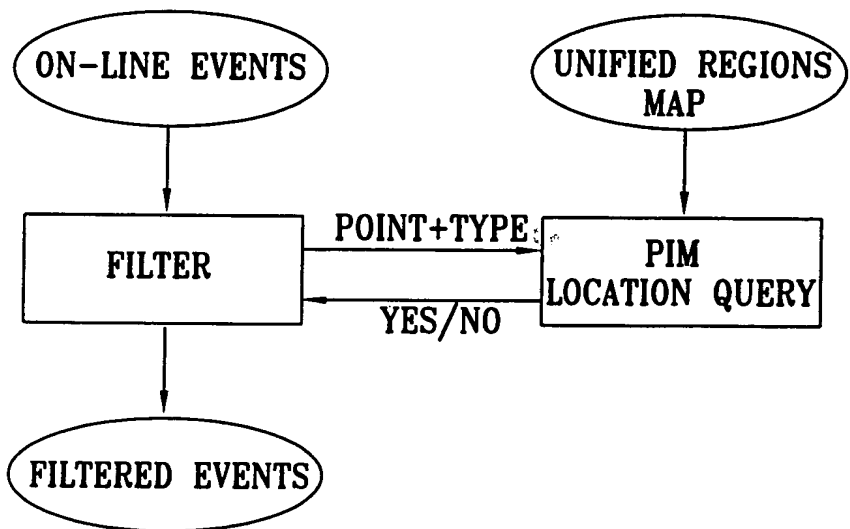 ON-LINE EVENTS
UNIFIED REGIONS
MAP
POINT+TYPE
FILTER
PIM
LOCATION QUERY
YES/NO
FILTERED EVENTS